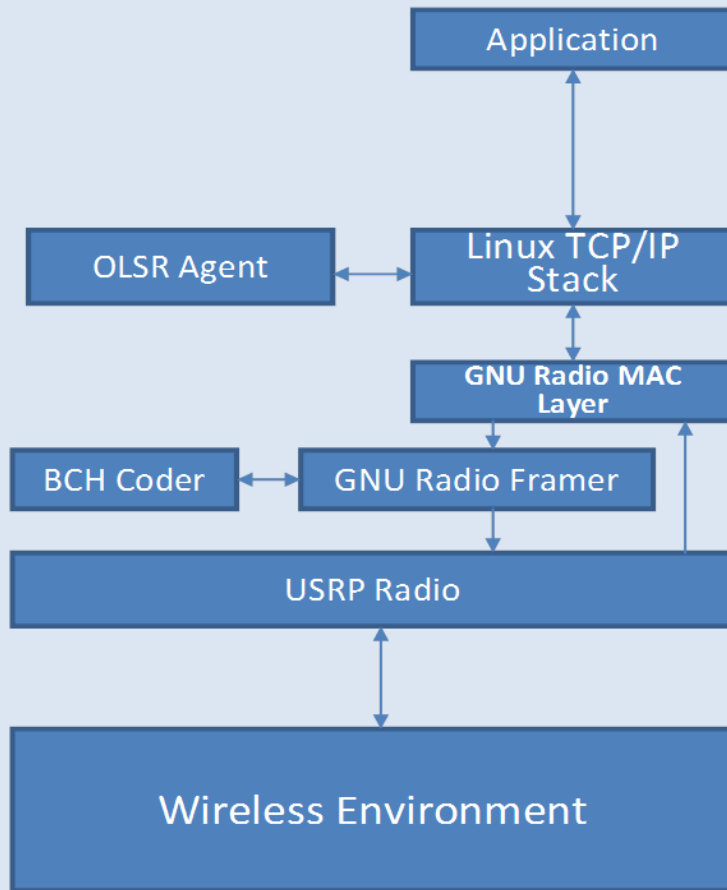 Application
OLSR Agent
Linux TCP/IP
Stack
GNU Radio MAC
Layer
BCH Coder
GNU Radio Framer
USRP Radio
Wireless Environment